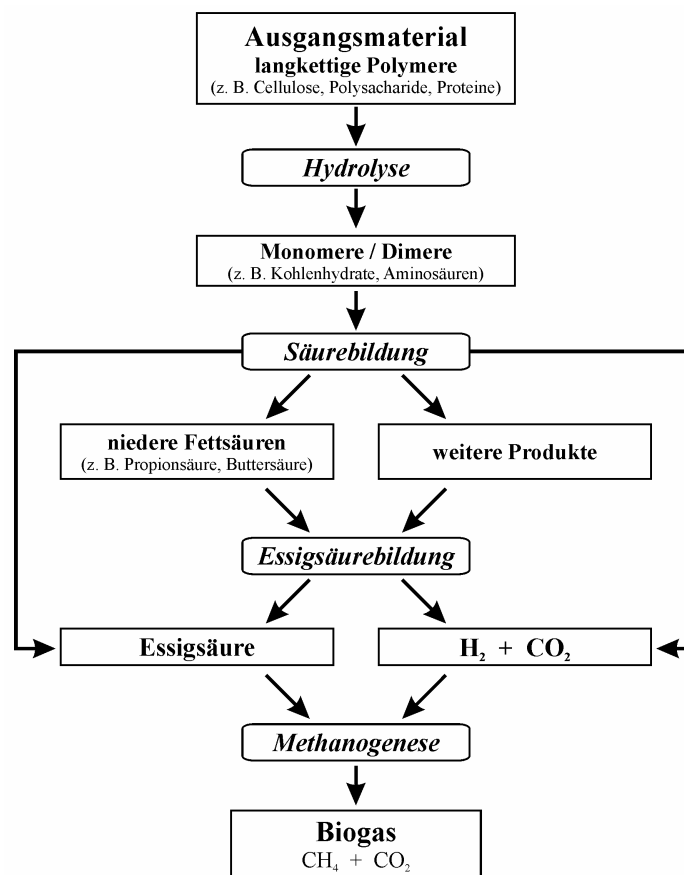 Ausgangsmaterial
langkettige Polymere
(z. B. Cellulose, Polysacharide, Proteine)
Hydrolyse
Monomere / Dimere
(z. B. Kohlenhydrate, Aminosäuren)
Säurebildung
niedere Fettsäuren
(z. B. Propionsäure, Buttersäure)
weitere Produkte
Essigsäurebildung
Essigsäure
H₂ + CO₂
Methanogenese
Biogas
CH₄ + CO₂